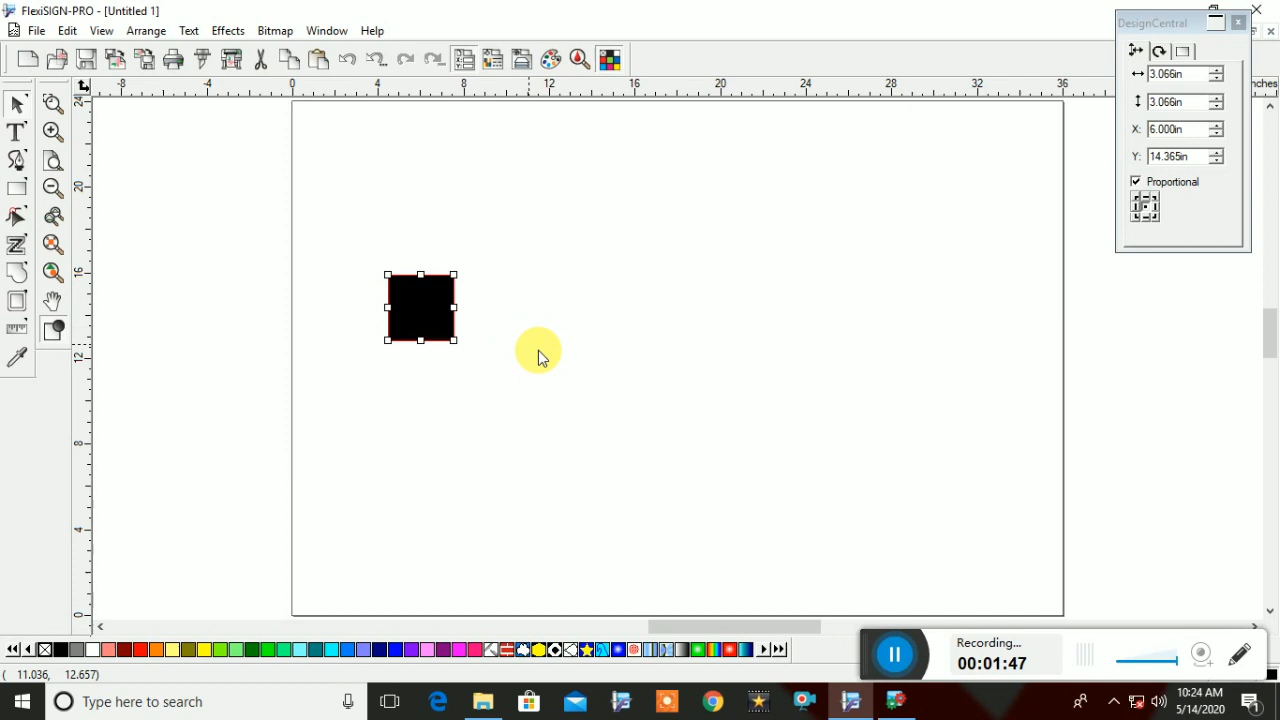 FlexiSIGN-PRO - [Untitled 1]
File Edit View Arrange Text Effects Bitmap Window Help
DesignCentral
3.066in
3.066in
X: 6.000in
Y: 14.365in
Proportional
-8 -4 0 4 8 12 16 20 24 28 32 36
nches
24
20
16
12
8
4
0
Recording...
00:01:47
( 11.036, 12.657)
Type here to search
10:24 AM
5/14/2020
1